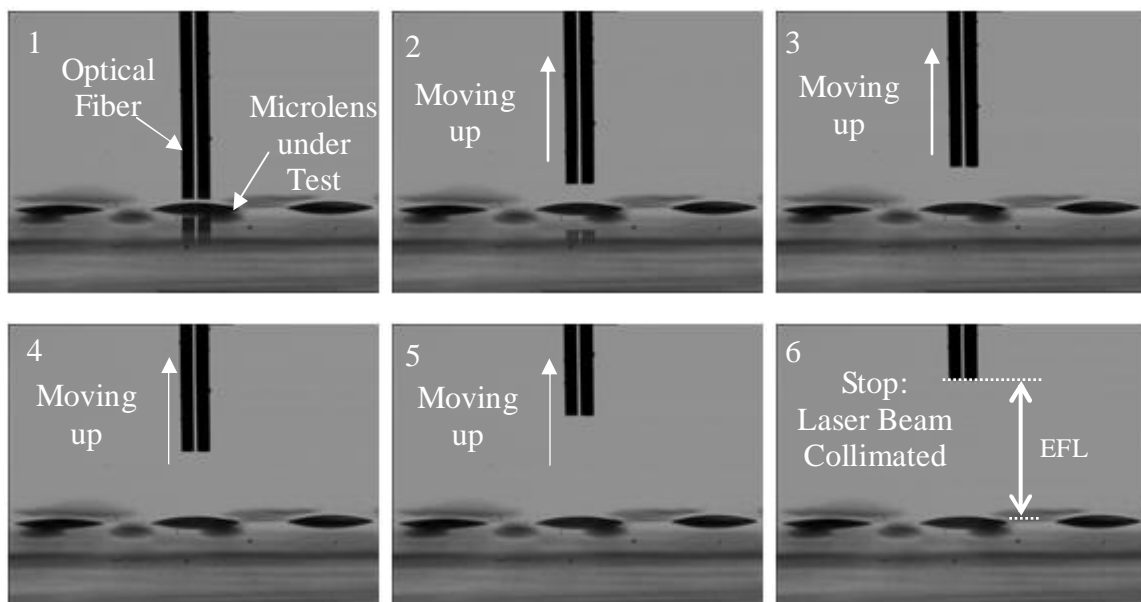 1
Optical
Fiber
Microlens
under
Test
2
Moving
up
3
Moving
up
4
Moving
up
5
Moving
up
6
Stop:
Laser Beam
Collimated
EFL